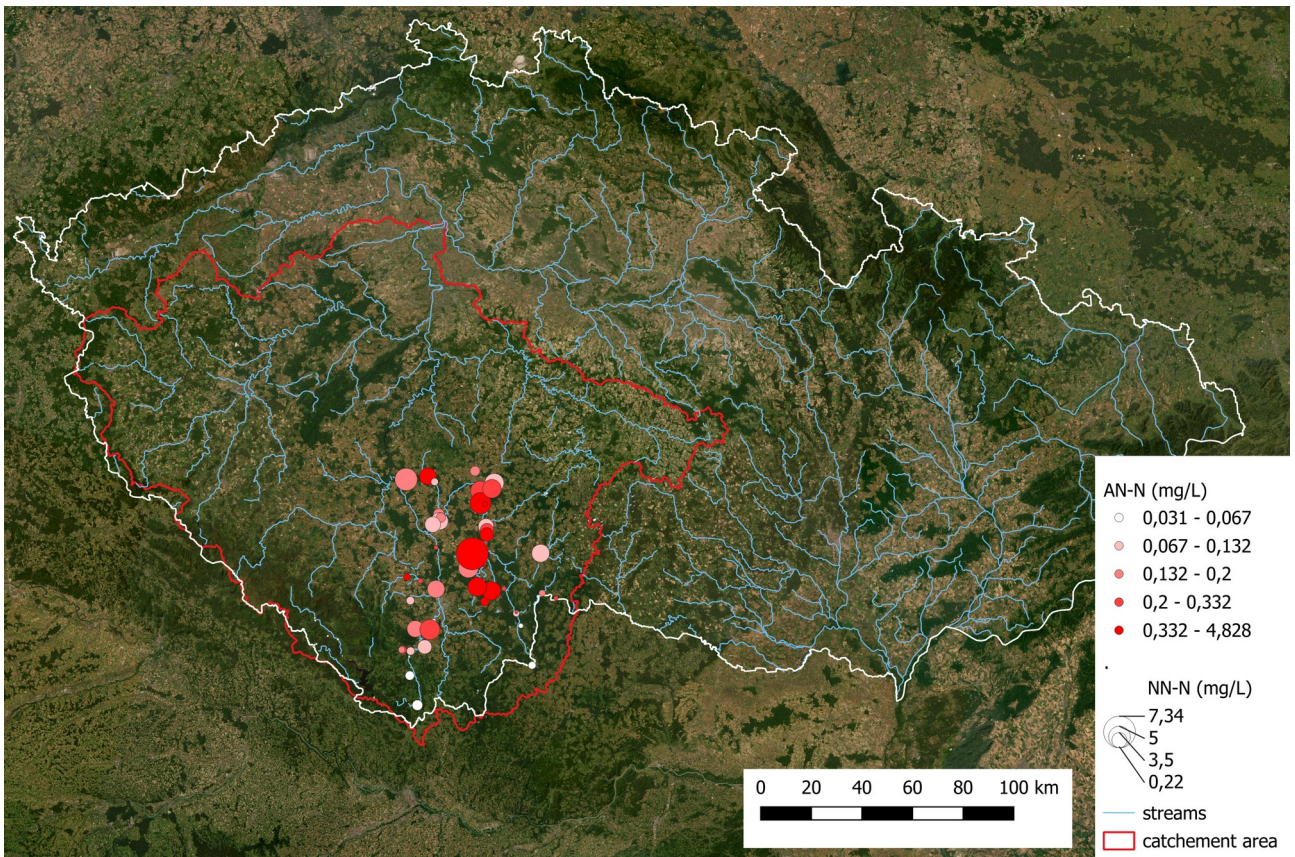 AN-N (mg/L)
0,031 - 0,067
0,067 - 0,132
0,132 - 0,2
0,2 - 0,332
0,332 - 4,828
.
NN-N (mg/L)
7,34
5
3,5
0,22
streams
catchement area
0 20 40 60 80 100 km